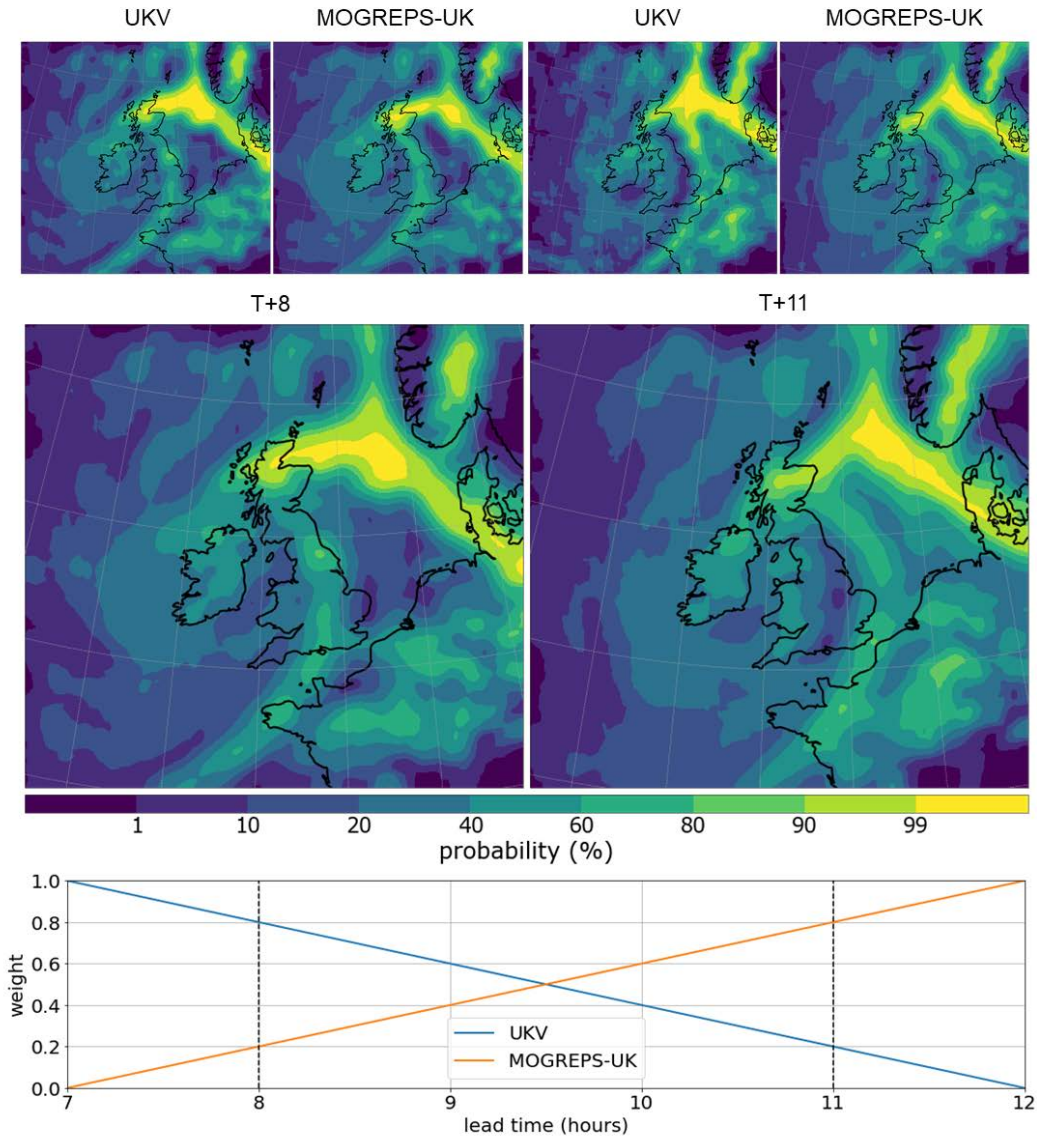 UKV MOGREPS-UK UKV MOGREPS-UK
T+8 T+11
1 10 20 40 60 80 90 99
probability (%)
1.0
0.8
0.6
0.4
0.2
0.0
weight
UKV
MOGREPS-UK
7 8 9 10 11 12
lead time (hours)